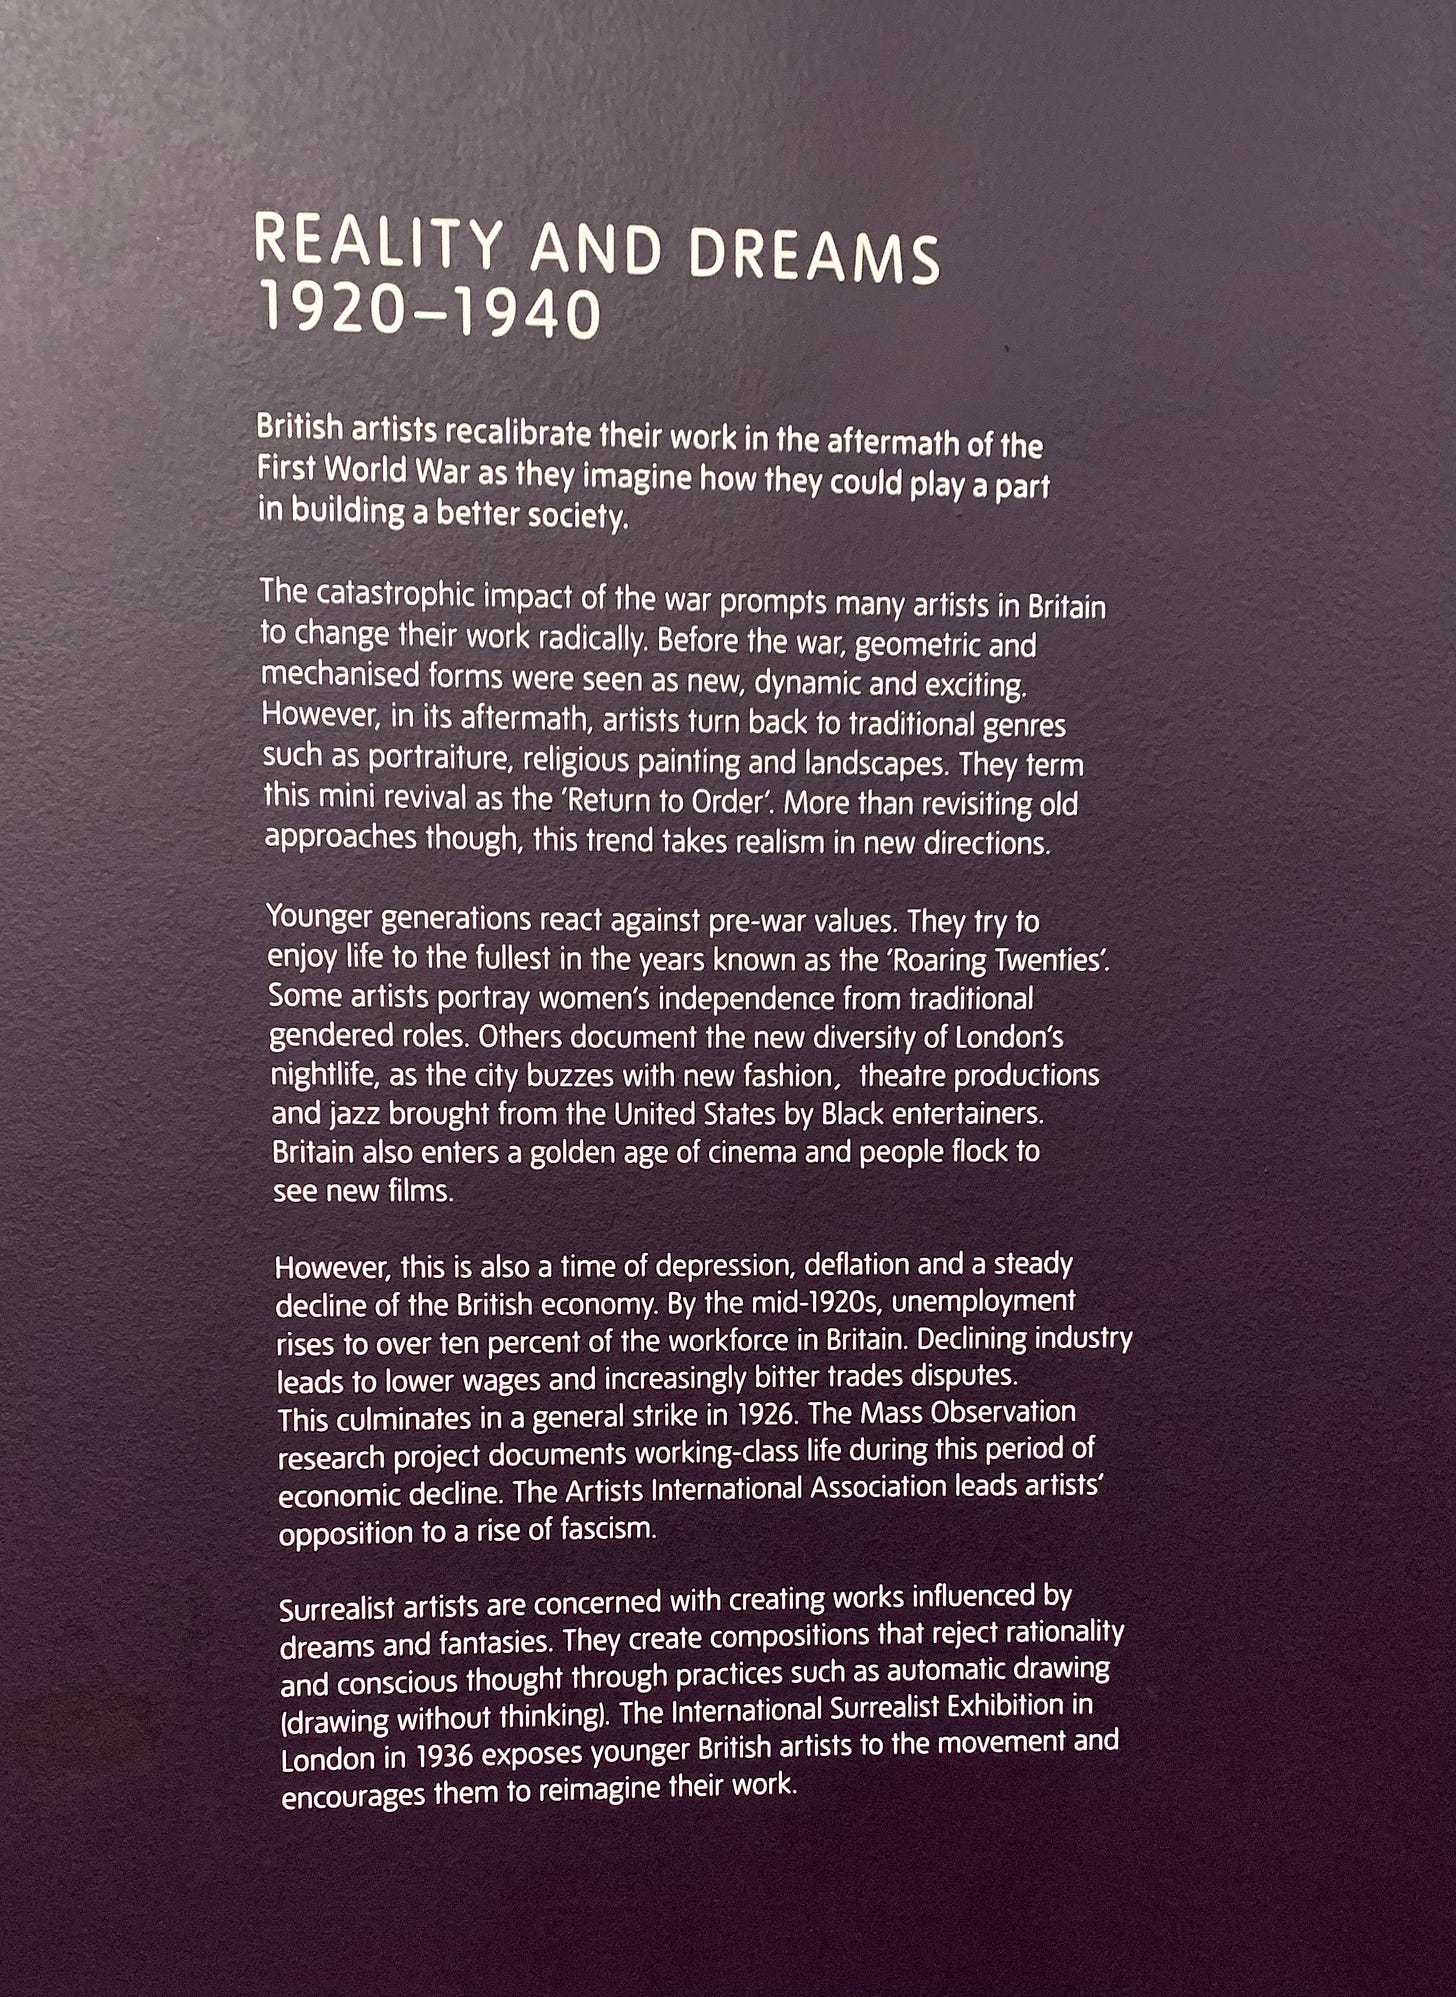 REALITY AND DREAMS
1920–1940
British artists recalibrate their work in the aftermath of the
First World War as they imagine how they could play a part
in building a better society.
The catastrophic impact of the war prompts many artists in Britain
to change their work radically. Before the war, geometric and
mechanised forms were seen as new, dynamic and exciting.
However, in its aftermath, artists turn back to traditional genres
such as portraiture, religious painting and landscapes. They term
this mini revival as the ‘Return to Order’. More than revisiting old
approaches though, this trend takes realism in new directions.
Younger generations react against pre-war values. They try to
enjoy life to the fullest in the years known as the ‘Roaring Twenties’.
Some artists portray women’s independence from traditional
gendered roles. Others document the new diversity of London’s
nightlife, as the city buzzes with new fashion,  theatre productions
and jazz brought from the United States by Black entertainers.
Britain also enters a golden age of cinema and people flock to
see new films.
However, this is also a time of depression, deflation and a steady
decline of the British economy. By the mid-1920s, unemployment
rises to over ten percent of the workforce in Britain. Declining industry
leads to lower wages and increasingly bitter trades disputes.
This culminates in a general strike in 1926. The Mass Observation
research project documents working-class life during this period of
economic decline. The Artists International Association leads artists’
opposition to a rise of fascism.
Surrealist artists are concerned with creating works influenced by
dreams and fantasies. They create compositions that reject rationality
and conscious thought through practices such as automatic drawing
(drawing without thinking). The International Surrealist Exhibition in
London in 1936 exposes younger British artists to the movement and
encourages them to reimagine their work.